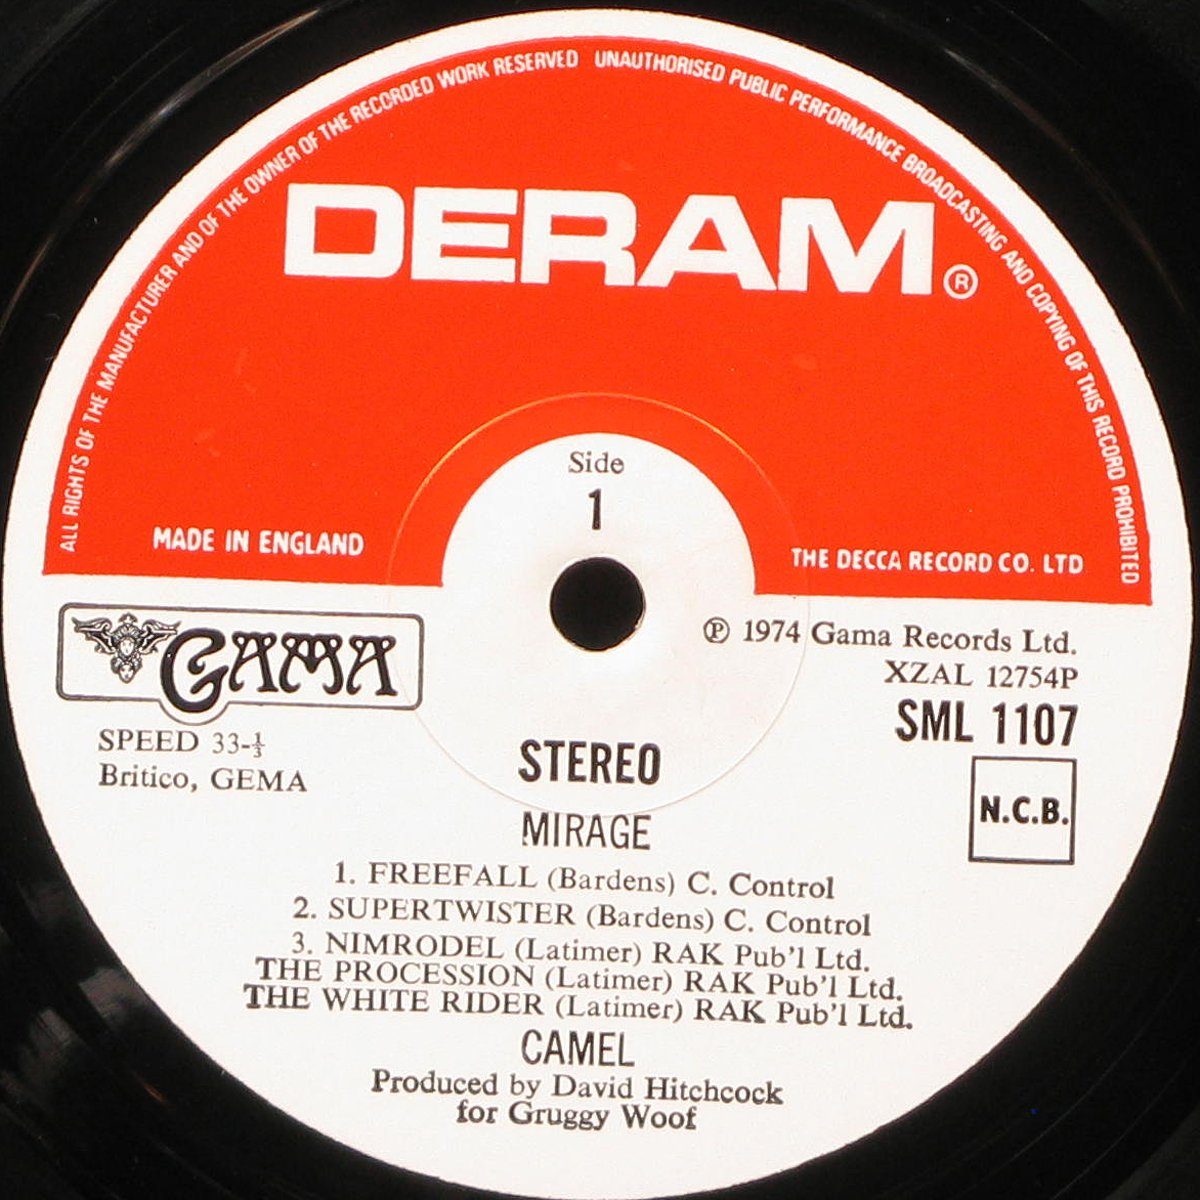 ALL RIGHTS OF THE MANUFACTURER AND OF THE OWNER OF THE RECORDED WORK RESERVED UNAUTHORISED PUBLIC PERFORMANCE BROADCASTING AND COPYING OF THIS RECORD PROHIBITED
DERAM®
Side
1
MADE IN ENGLAND
THE DECCA RECORD CO. LTD
GAMA
℗ 1974 Gama Records Ltd.
XZAL 12754P
SML 1107
SPEED 33-⅓
Britico, GEMA
N.C.B.
STEREO
MIRAGE
1. FREEFALL (Bardens) C. Control
2. SUPERTWISTER (Bardens) C. Control
3. NIMRODEL (Latimer) RAK Pub'l Ltd.
THE PROCESSION (Latimer) RAK Pub'l Ltd.
THE WHITE RIDER (Latimer) RAK Pub'l Ltd.
CAMEL
Produced by David Hitchcock
for Gruggy Woof